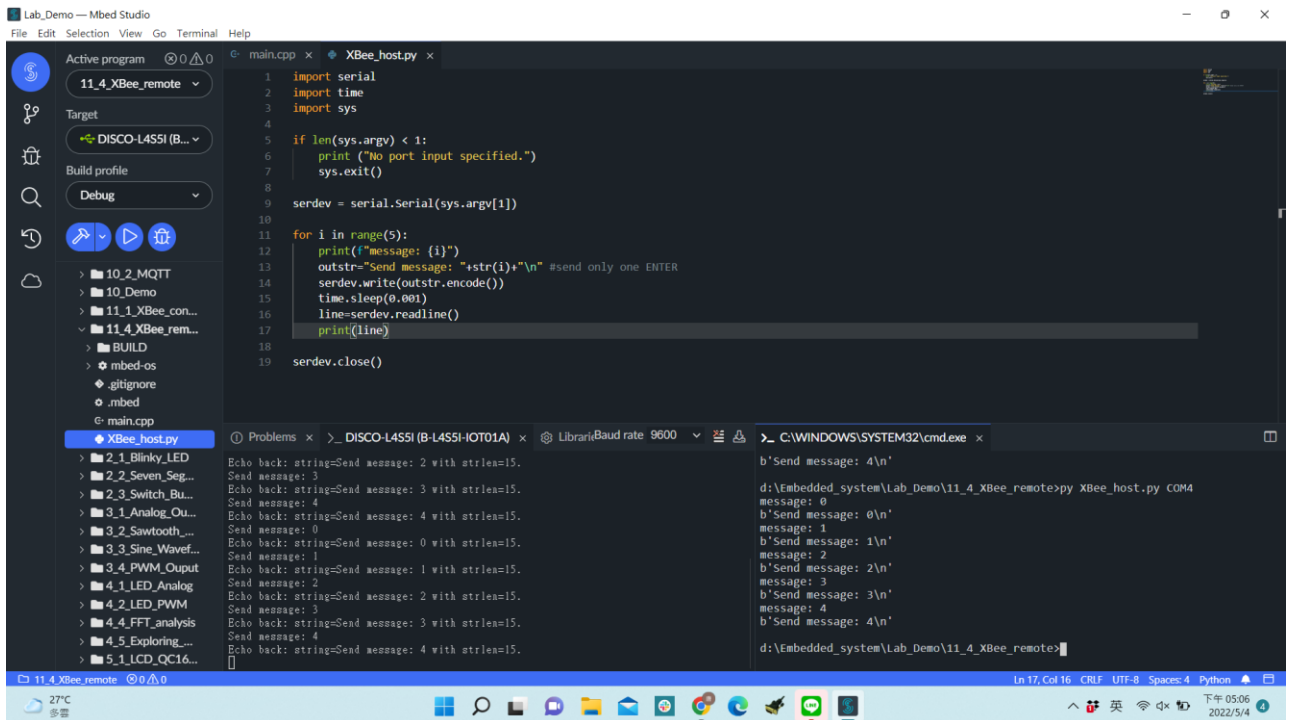 Lab_Demo — Mbed Studio
File Edit Selection View Go Terminal Help
Active program 0 0
11_4_XBee_remote
Target
DISCO-L4S5I (B...
Build profile
Debug
10_2_MQTT
10_Demo
11_1_XBee_con...
11_4_XBee_rem...
BUILD
mbed-os
.gitignore
.mbed
main.cpp
XBee_host.py
2_1_Blinky_LED
2_2_Seven_Seg...
2_3_Switch_Bu...
3_1_Analog_Ou...
3_2_Sawtooth_...
3_3_Sine_Wavef...
3_4_PWM_Ouput
4_1_LED_Analog
4_2_LED_PWM
4_4_FFT_analysis
4_5_Exploring_...
5_1_LCD_QC16...
main.cpp × XBee_host.py ×
1 import serial
2 import time
3 import sys
4
5 if len(sys.argv) < 1:
6 print ("No port input specified.")
7 sys.exit()
8
9 serdev = serial.Serial(sys.argv[1])
10
11 for i in range(5):
12 print(f"message: {i}")
13 outstr="Send message: "+str(i)+"\n" #send only one ENTER
14 serdev.write(outstr.encode())
15 time.sleep(0.001)
16 line=serdev.readline()
17 print(line)
18
19 serdev.close()
Problems × >_ DISCO-L4S5I (B-L4S5I-IOT01A) × Librarie Baud rate 9600
Echo back: string=Send message: 2 with strlen=15.
Send message: 3
Echo back: string=Send message: 3 with strlen=15.
Send message: 4
Echo back: string=Send message: 4 with strlen=15.
Send message: 0
Echo back: string=Send message: 0 with strlen=15.
Send message: 1
Echo back: string=Send message: 1 with strlen=15.
Send message: 2
Echo back: string=Send message: 2 with strlen=15.
Send message: 3
Echo back: string=Send message: 3 with strlen=15.
Send message: 4
Echo back: string=Send message: 4 with strlen=15.
>_ C:\WINDOWS\SYSTEM32\cmd.exe ×
b'Send message: 4\n'
d:\Embedded_system\Lab_Demo\11_4_XBee_remote>py XBee_host.py COM4
message: 0
b'Send message: 0\n'
message: 1
b'Send message: 1\n'
message: 2
b'Send message: 2\n'
message: 3
b'Send message: 3\n'
message: 4
b'Send message: 4\n'
d:\Embedded_system\Lab_Demo\11_4_XBee_remote>
11_4_XBee_remote 0 0
Ln 17, Col 16 CRLF UTF-8 Spaces: 4 Python
27°C
多雲
英
下午 05:06
2022/5/4
4